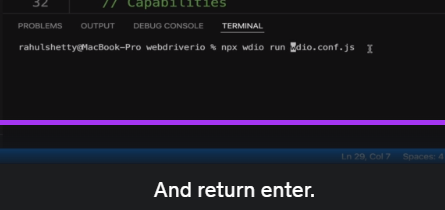 32 // Capabilities
PROBLEMS OUTPUT DEBUG CONSOLE TERMINAL
rahulshetty@MacBook-Pro webdriverio % npx wdio run wdio.conf.js
Ln 29, Col 7 Spaces: 4
And return enter.